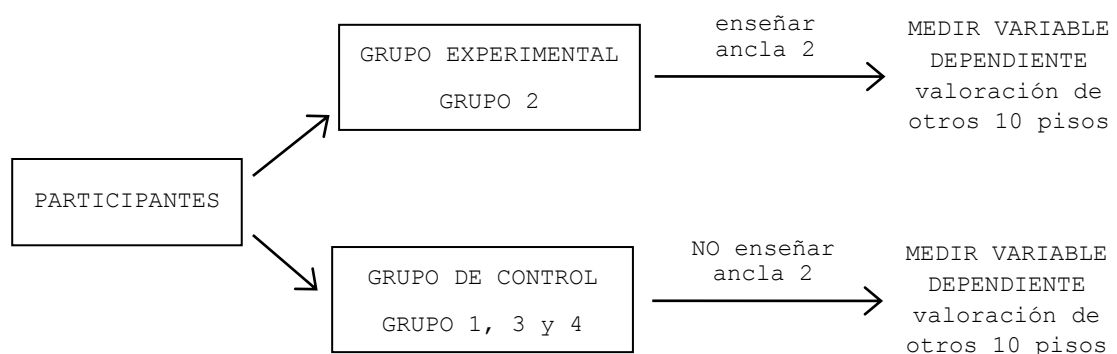 PARTICIPANTES
GRUPO EXPERIMENTAL
GRUPO 2
enseñar
ancla 2
MEDIR VARIABLE
DEPENDIENTE
valoración de
otros 10 pisos
GRUPO DE CONTROL
GRUPO 1, 3 y 4
NO enseñar
ancla 2
MEDIR VARIABLE
DEPENDIENTE
valoración de
otros 10 pisos